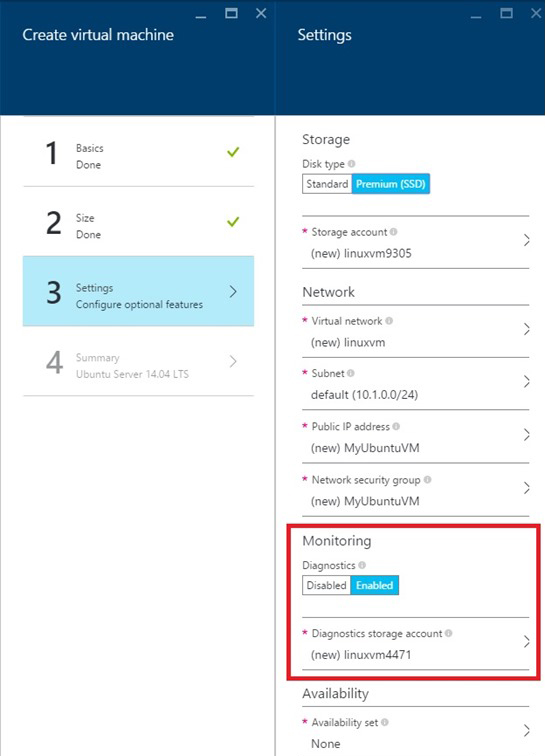 Create virtual machine
1
Basics
Done
2
Size
Done
3
Settings
Configure optional features
4
Summary
Ubuntu Server 14.04 LTS
Settings
Storage
Disk type
Standard Premium (SSD)
* Storage account
(new) linuxvm9305
Network
* Virtual network
(new) linuxvm
* Subnet
default (10.1.0.0/24)
* Public IP address
(new) MyUbuntuVM
* Network security group
(new) MyUbuntuVM
Monitoring
Diagnostics
Disabled Enabled
* Diagnostics storage account
(new) linuxvm4471
Availability
* Availability set
None